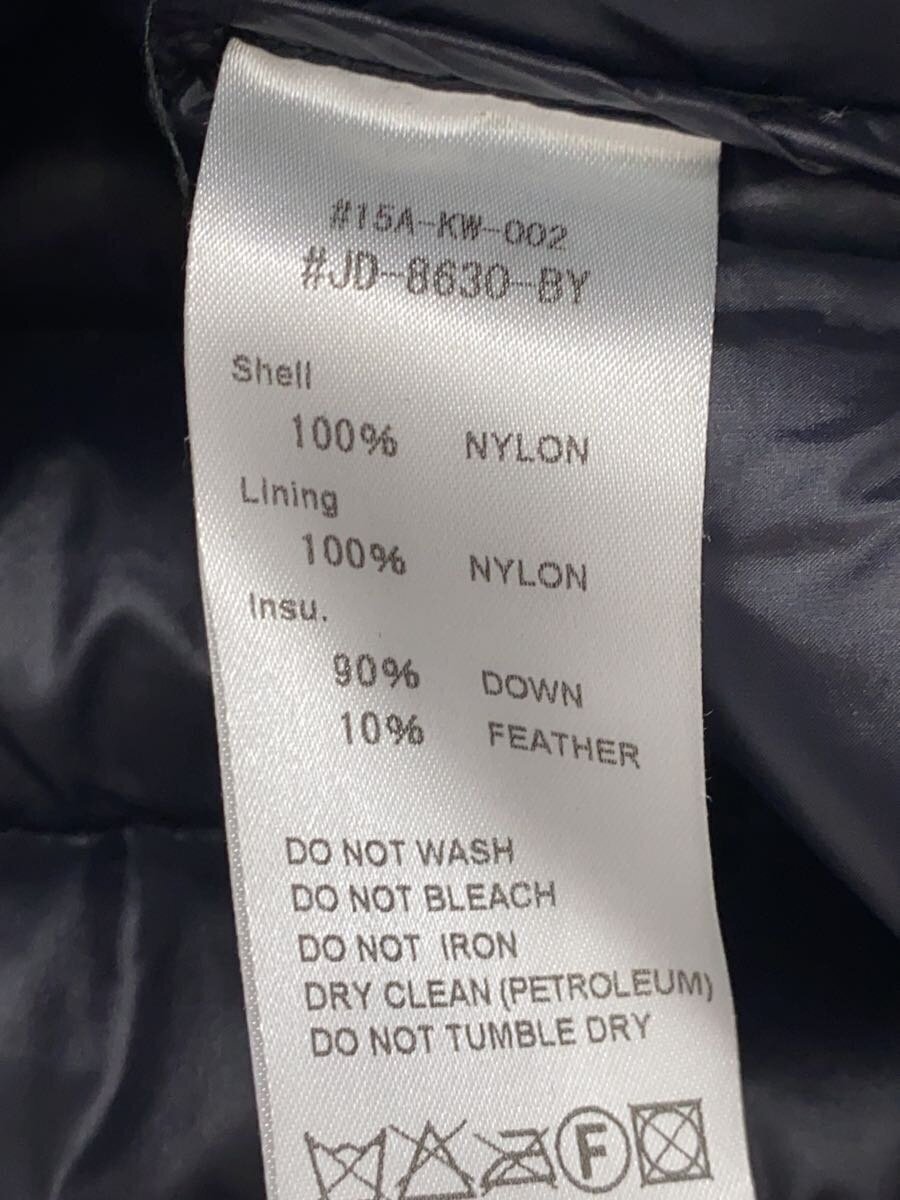 #15A-KW-002
#JD-8630-BY
Shell
100% NYLON
Lining
100% NYLON
Insu.
90% DOWN
10% FEATHER
DO NOT WASH
DO NOT BLEACH
DO NOT IRON
DRY CLEAN (PETROLEUM)
DO NOT TUMBLE DRY
F